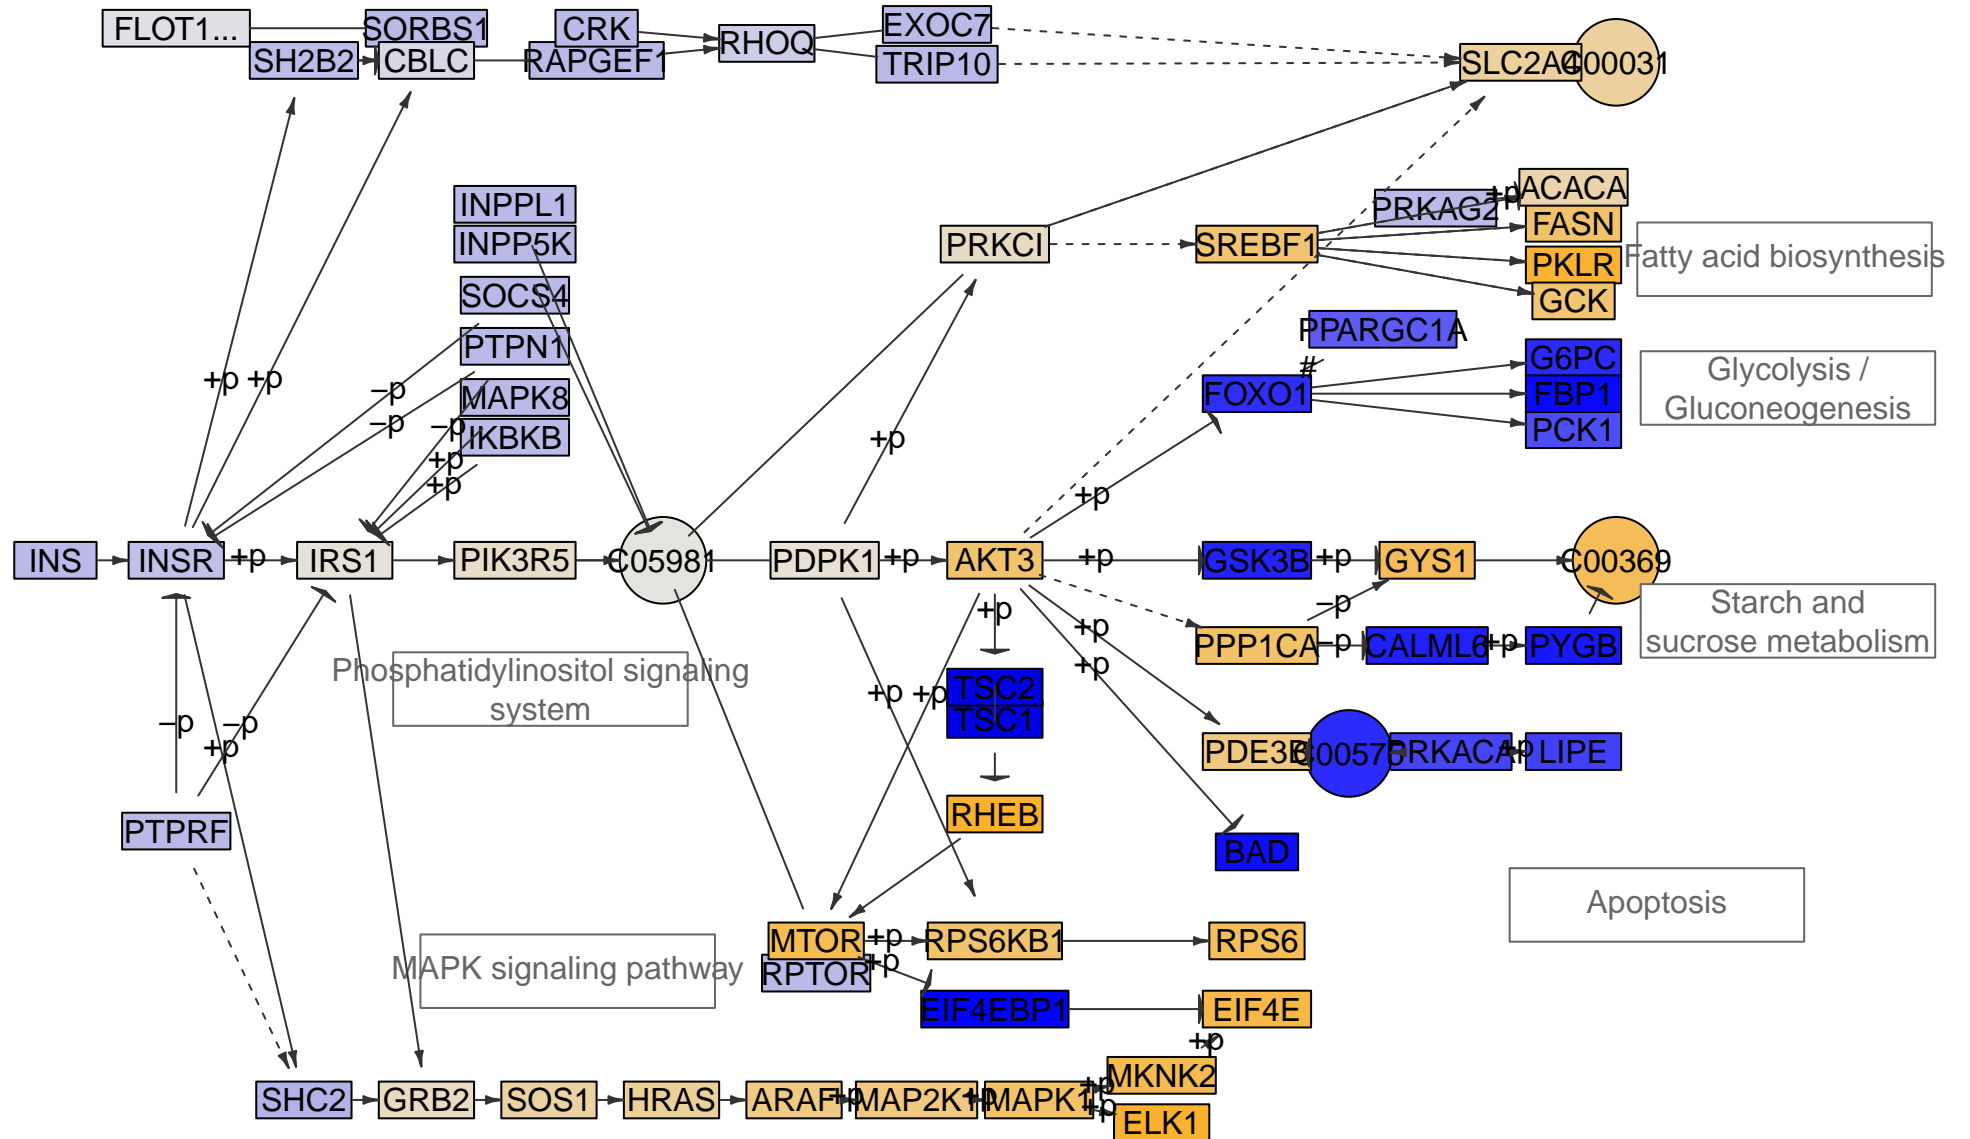 FLOT1...
SORBS1
CRK
EXOC7
SH2B2
CBLC
RAPGEF1
RHOQ
TRIP10
SLC2A4
C00031
INPPL1
INPP5K
SOCS4
PTPN1
MAPK8
IKBKB
PRKCI
SREBF1
PRKAG2
+p
ACACA
FASN
PKLR
GCK
Fatty acid biosynthesis
PPARGC1A
#
FOXO1
G6PC
FBP1
PCK1
Glycolysis /
Gluconeogenesis
+p
+p
−p
−p
−p
+p
+p
+p
+p
INS
INSR
+p
IRS1
PIK3R5
C05981
PDPK1
+p
AKT3
+p
GSK3B
+p
GYS1
C00369
−p
PPP1CA
−p
CALML6
+p
PYGB
Starch and
sucrose metabolism
+p
+p
+p
Phosphatidylinositol signaling
system
−p
−p
+p
+p
+p
TSC2
TSC1
PDE3B
C00575
PRKACA
+p
LIPE
RHEB
PTPRF
BAD
Apoptosis
MTOR
+p
RPS6KB1
RPS6
RPTOR
+p
EIF4EBP1
EIF4E
MAPK signaling pathway
+p
SHC2
GRB2
SOS1
HRAS
ARAF
+p
MAP2K1
+p
MAPK1
+p
+p
MKNK2
ELK1